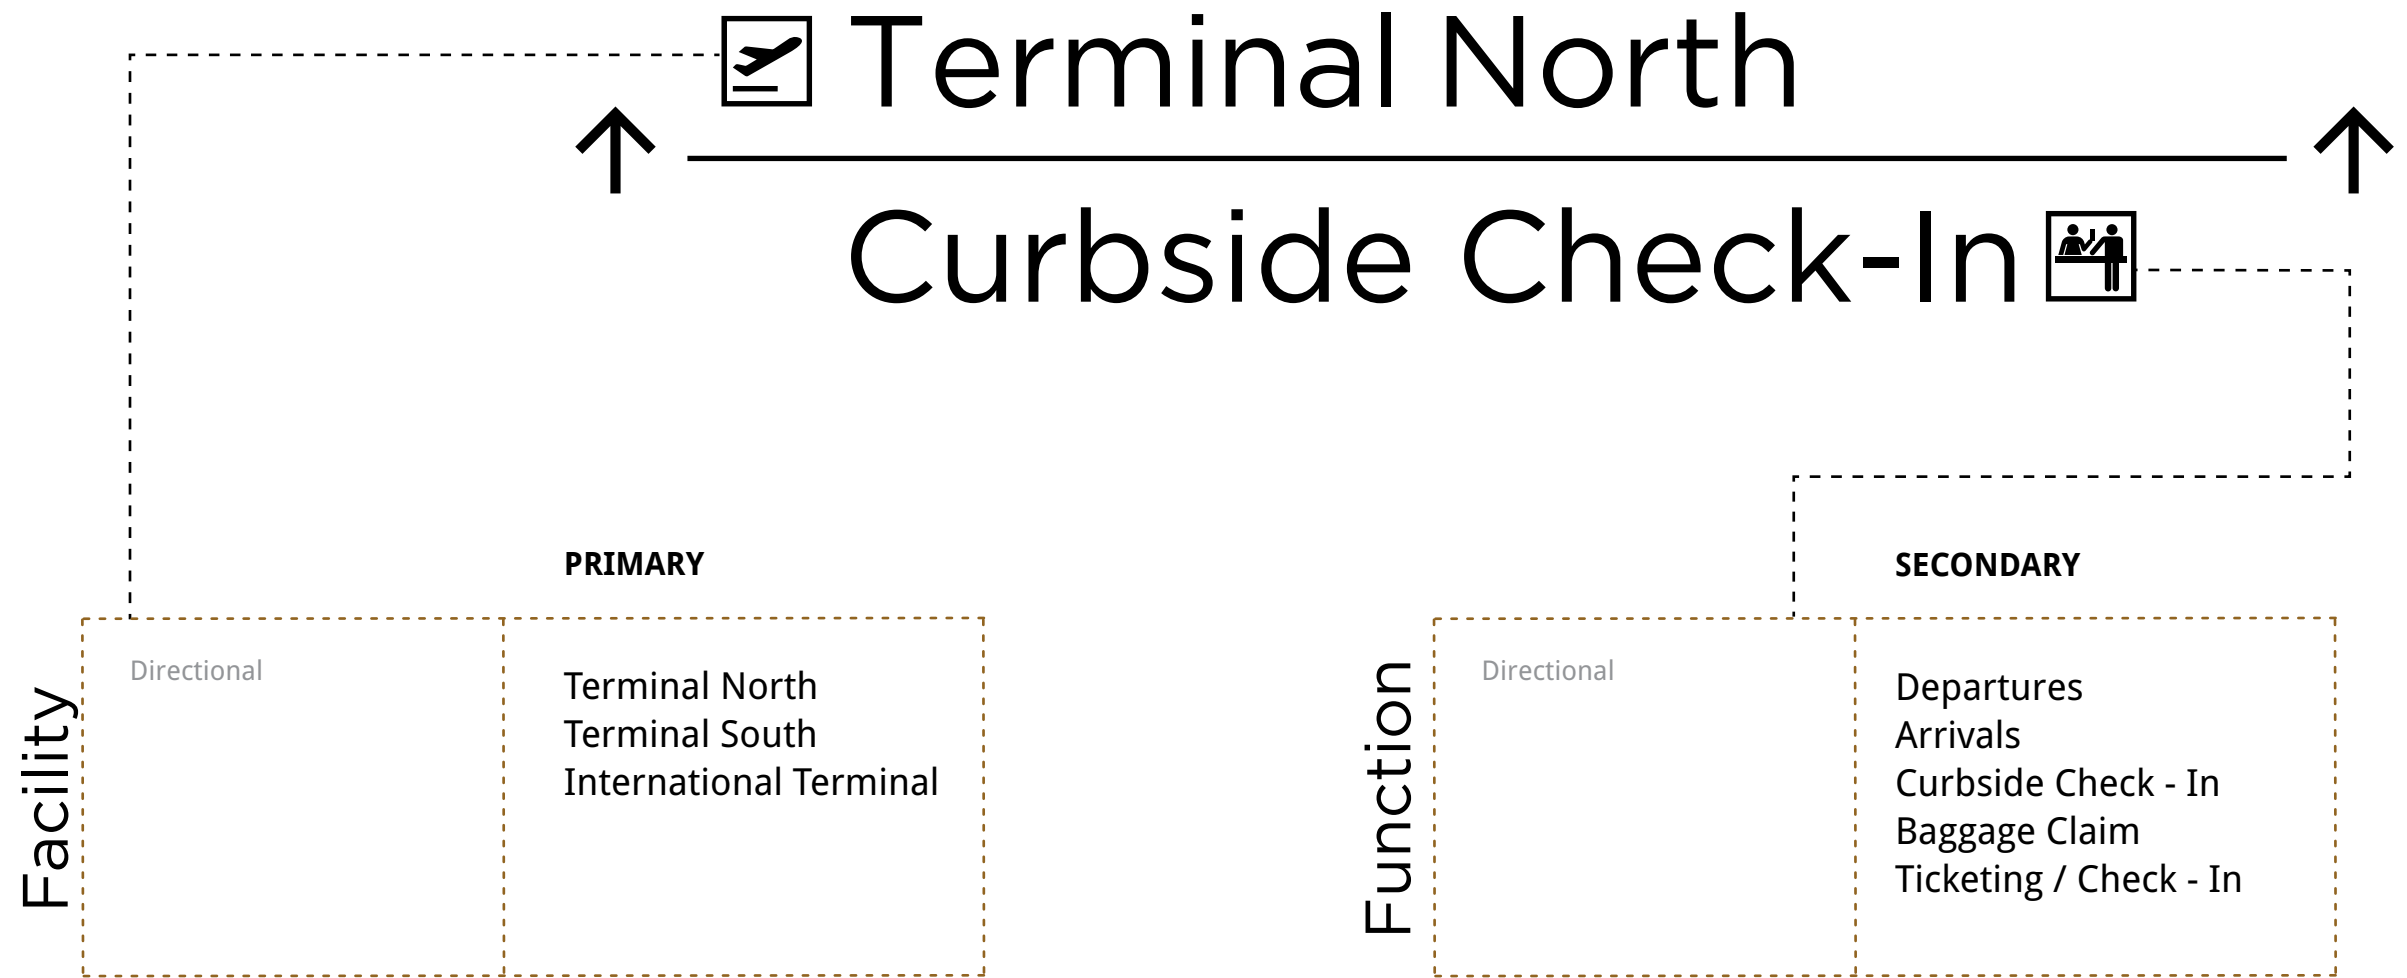 Terminal North
Curbside Check-In
PRIMARY
SECONDARY
Facility
Directional
Terminal North
Terminal South
International Terminal
Function
Directional
Departures
Arrivals
Curbside Check - In
Baggage Claim
Ticketing / Check - In